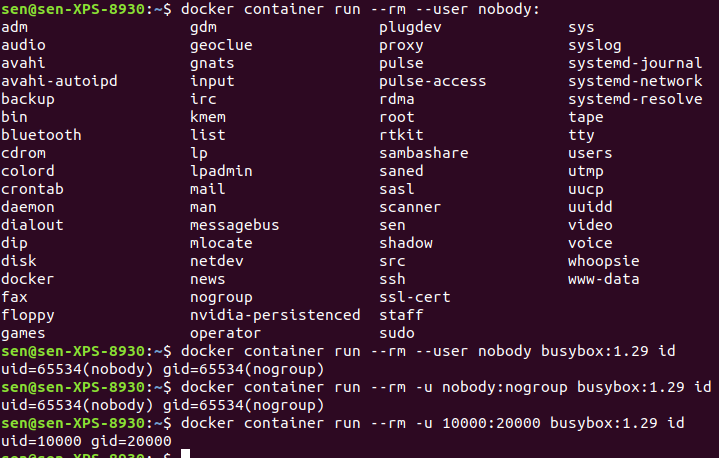 sen@sen-XPS-8930:~$ docker container run --rm --user nobody:
adm gdm plugdev sys
audio geoclue proxy syslog
avahi gnats pulse systemd-journal
avahi-autoipd input pulse-access systemd-network
backup irc rdma systemd-resolve
bin kmem root tape
bluetooth list rtkit tty
cdrom lp sambashare users
colord lpadmin saned utmp
crontab mail sasl uucp
daemon man scanner uuidd
dialout messagebus sen video
dip mlocate shadow voice
disk netdev src whoopsie
docker news ssh www-data
fax nogroup ssl-cert
floppy nvidia-persistenced staff
games operator sudo
sen@sen-XPS-8930:~$ docker container run --rm --user nobody busybox:1.29 id
uid=65534(nobody) gid=65534(nogroup)
sen@sen-XPS-8930:~$ docker container run --rm -u nobody:nogroup busybox:1.29 id
uid=65534(nobody) gid=65534(nogroup)
sen@sen-XPS-8930:~$ docker container run --rm -u 10000:20000 busybox:1.29 id
uid=10000 gid=20000
sen@sen-XPS-8930:~$